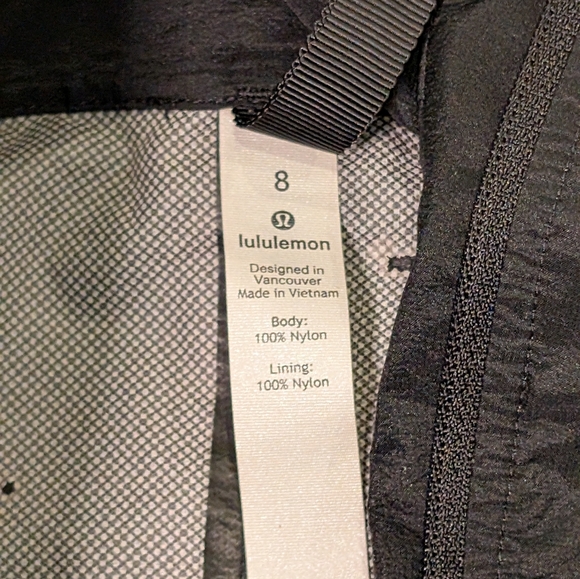 8
lululemon
Designed in
Vancouver
Made in Vietnam
Body:
100% Nylon
Lining:
100% Nylon